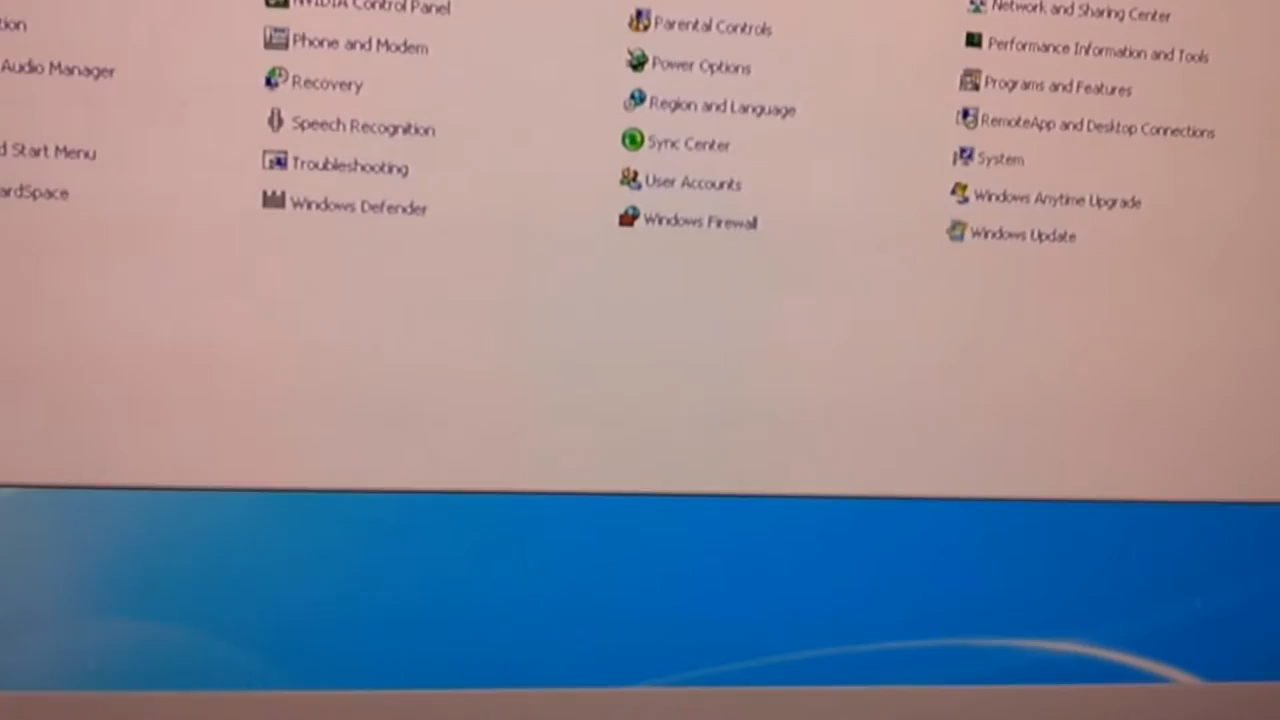 tion
Audio Manager
d Start Menu
ardSpace
NVIDIA Control Panel
Phone and Modem
Recovery
Speech Recognition
Troubleshooting
Windows Defender
Parental Controls
Power Options
Region and Language
Sync Center
User Accounts
Windows Firewall
Network and Sharing Center
Performance Information and Tools
Programs and Features
RemoteApp and Desktop Connections
System
Windows Anytime Upgrade
Windows Update